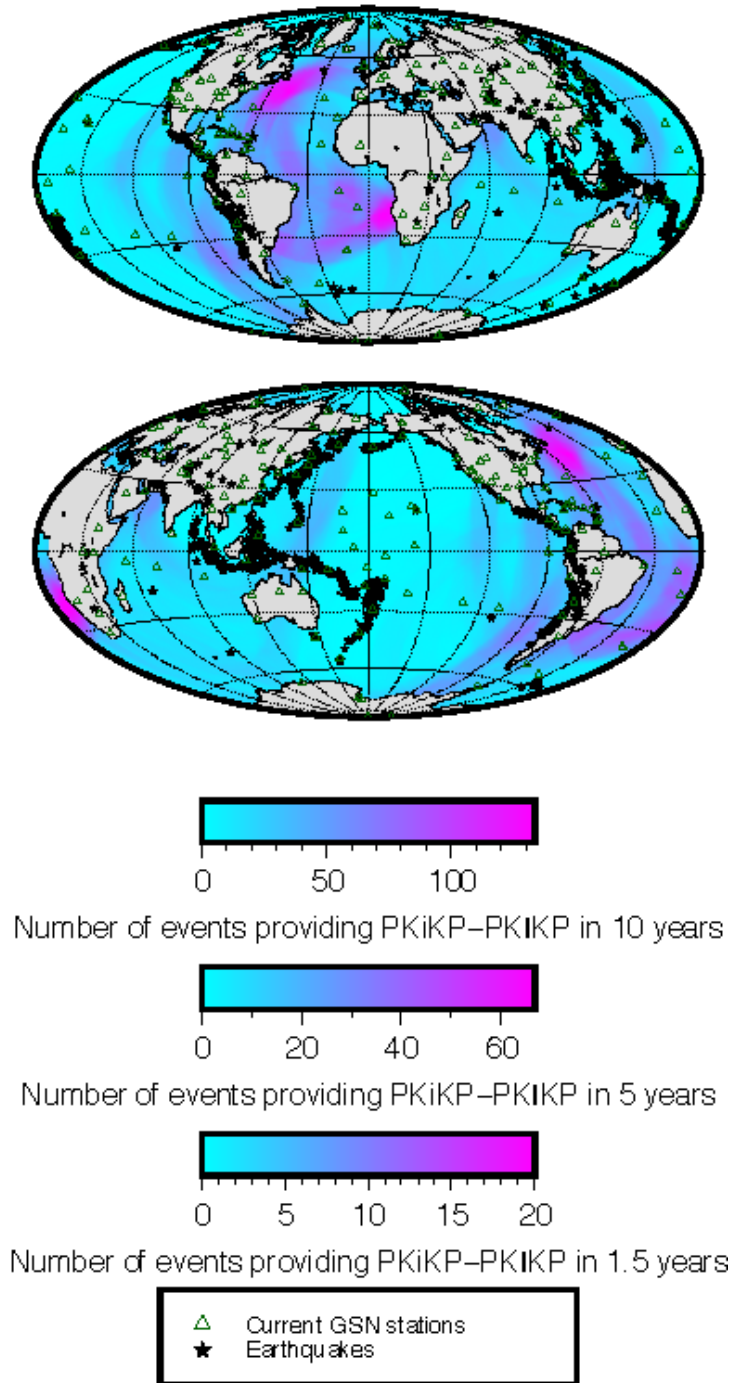 0 50 100
Number of events providing PKiKP–PKIKP in 10 years
0 20 40 60
Number of events providing PKiKP–PKIKP in 5 years
0 5 10 15 20
Number of events providing PKiKP–PKIKP in 1.5 years
Current GSN stations
Earthquakes